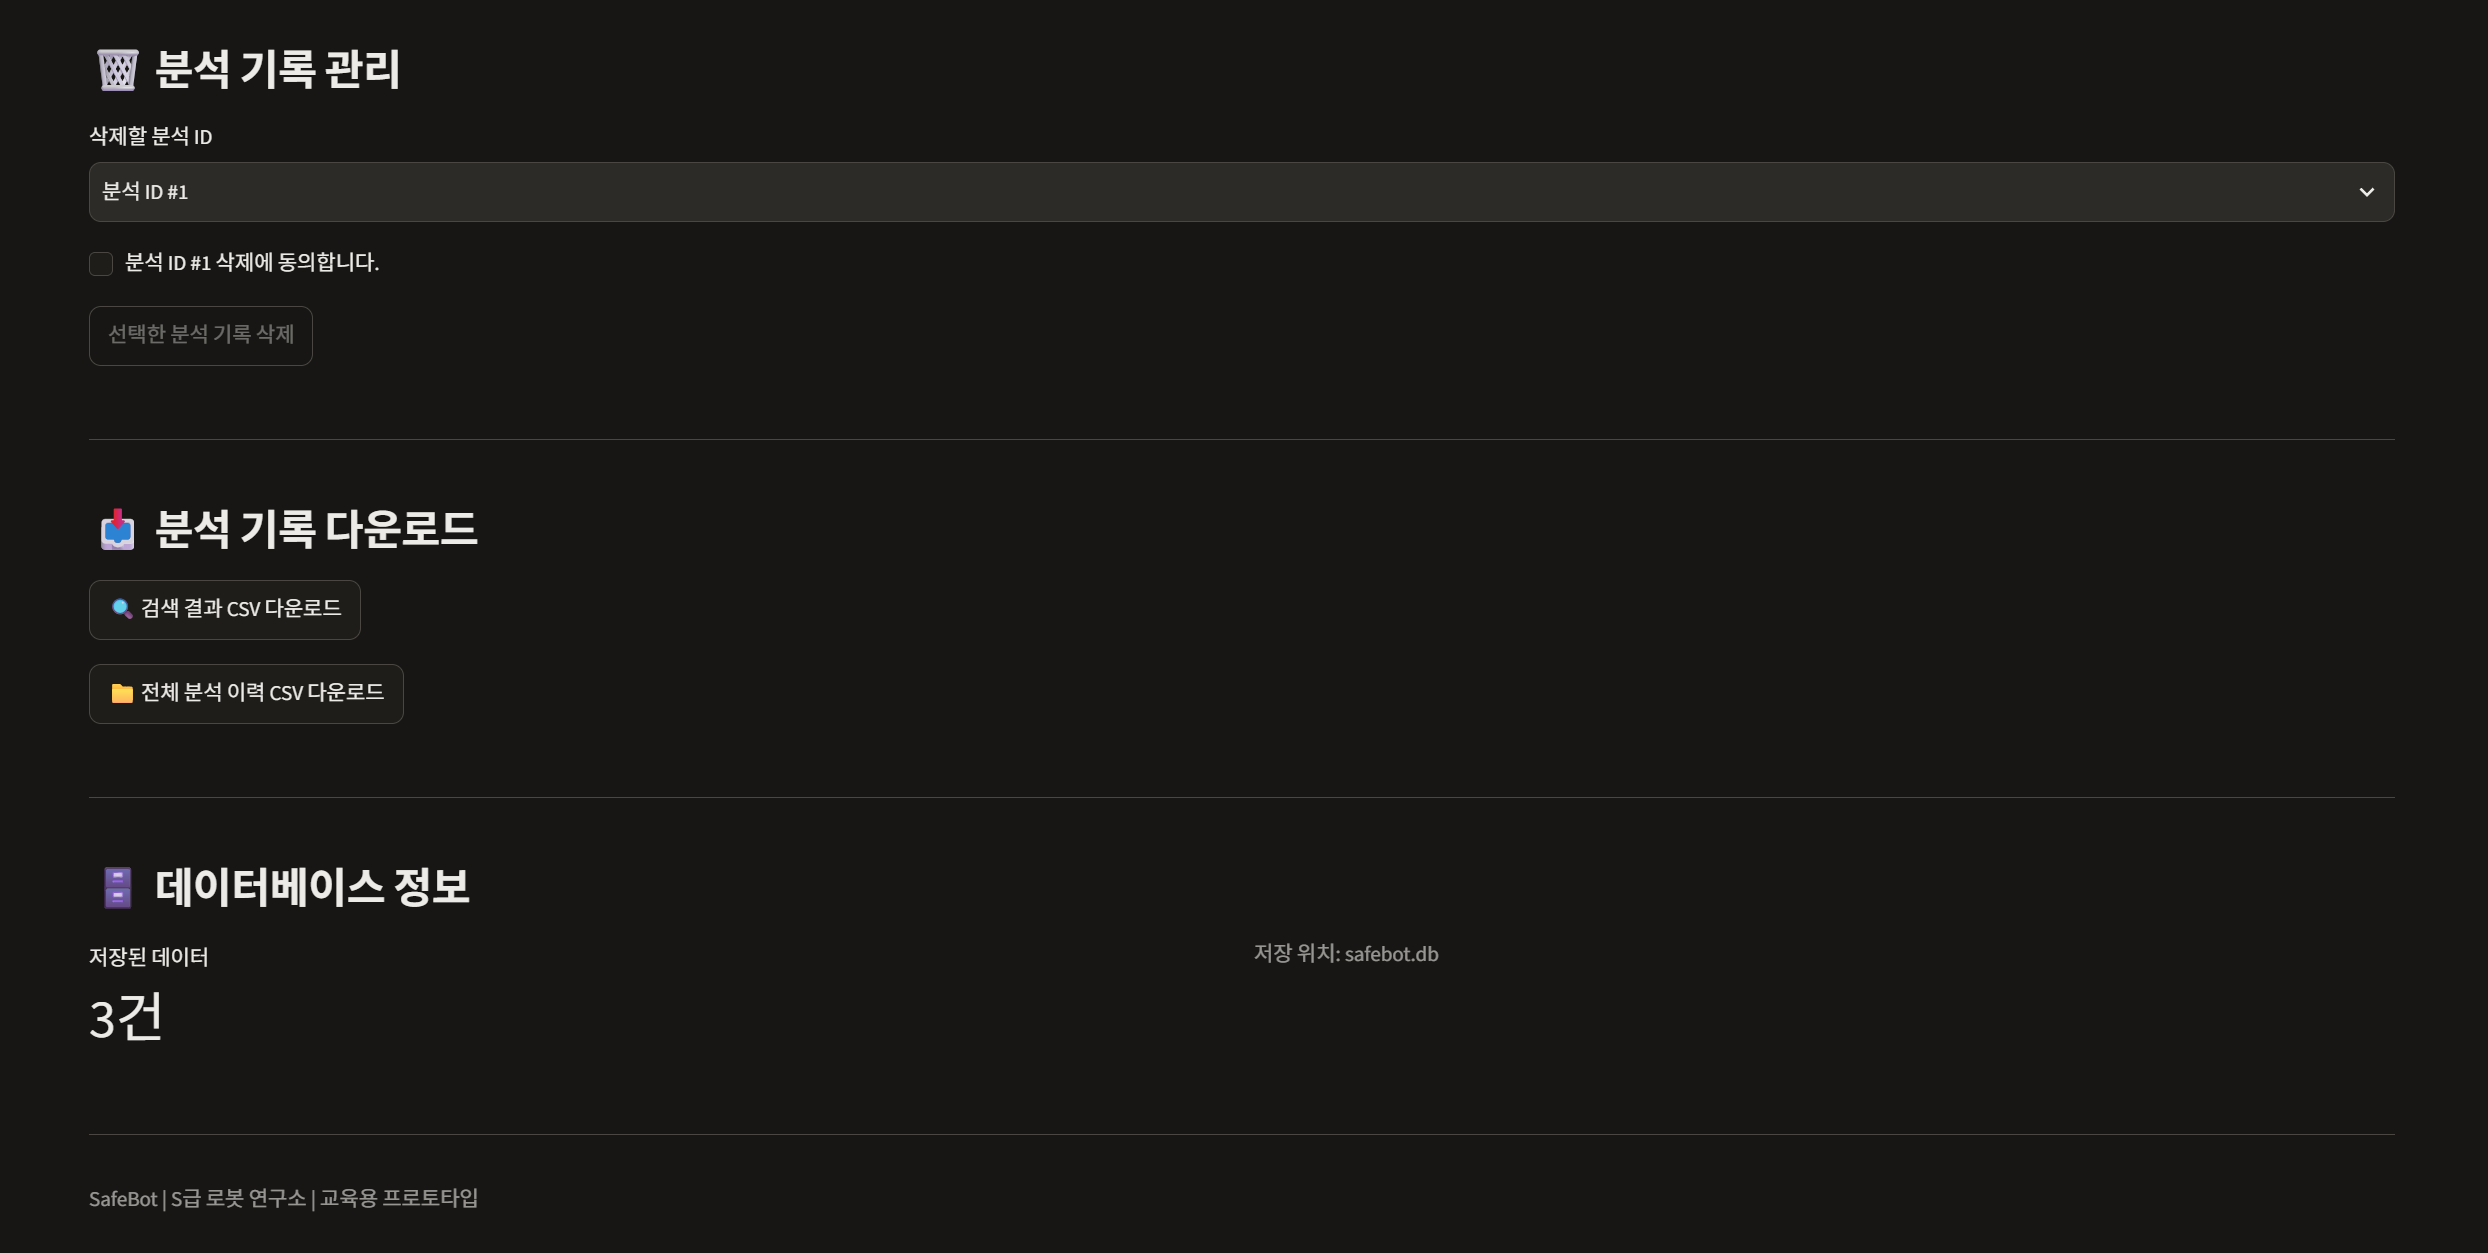 분석 기록 관리
삭제할 분석 ID
분석 ID #1
분석 ID #1 삭제에 동의합니다.
선택한 분석 기록 삭제
분석 기록 다운로드
검색 결과 CSV 다운로드
전체 분석 이력 CSV 다운로드
데이터베이스 정보
저장된 데이터
저장 위치: safebot.db
3건
SafeBot | S급 로봇 연구소 | 교육용 프로토타입